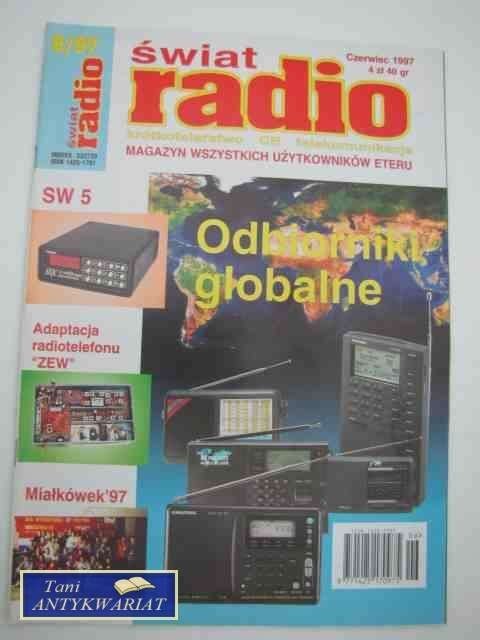 6/97
świat
radio
świat
radio
Czerwiec 1997
4 zł 40 gr
krótkofalarstwo CB telekomunikacja
MAGAZYN WSZYSTKICH UŻYTKOWNIKÓW ETERU
SW 5
Odbiorniki
globalne
Adaptacja
radiotelefonu
"ZEW"
Miałkówek'97
GRUNDIG
Tani
ANTYKWARIAT